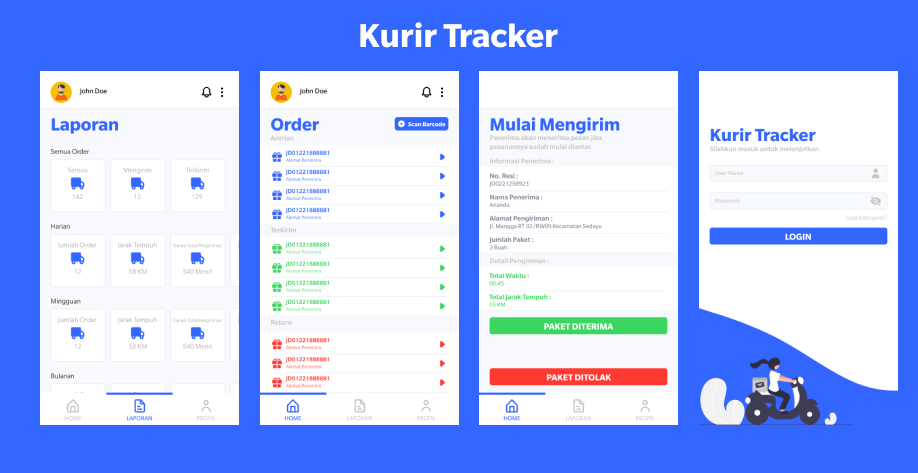 Kurir Tracker
John Doe
Laporan
Semua Order
Semua
Mengirim
Terkirim
142
13
129
Harian
Jumlah Order
Jarak Tempuh
Durasi Total Pengiriman
12
58 KM
540 Menit
Mingguan
Jumlah Order
Jarak Tempuh
Durasi Total Pengiriman
12
58 KM
540 Menit
Bulanan
HOME
LAPORAN
PROFIL
John Doe
Order
Scan Barcode
Antrian
JD01221888881
Alamat Penerima
JD01221888881
Alamat Penerima
JD01221888881
Alamat Penerima
JD01221888881
Alamat Penerima
Terkirim
JD01221888881
Alamat Penerima
JD01221888881
Alamat Penerima
JD01221888881
Alamat Penerima
JD01221888881
Alamat Penerima
Return
JD01221888881
Alamat Penerima
JD01221888881
Alamat Penerima
JD01221888881
Alamat Penerima
HOME
LAPORAN
PROFIL
Mulai Mengirim
Penerima akan menerima pesan jika
pesanannya sudah mulai diantar.
Informasi Penerima :
No. Resi :
JD0221258923
Nama Penerima :
Ananda
Alamat Pengiriman :
Jl. Mangga RT 02/RW09 Kecamatan Sedayu
Jumlah Paket :
3 Buah
Detail Pengiriman :
Total Waktu :
00:45
Total Jarak Tempuh :
15 KM
PAKET DITERIMA
PAKET DITOLAK
HOME
LAPORAN
PROFIL
Kurir Tracker
Silahkan masuk untuk melanjutkan
User Name
Password
Lupa kata sandi?
LOGIN